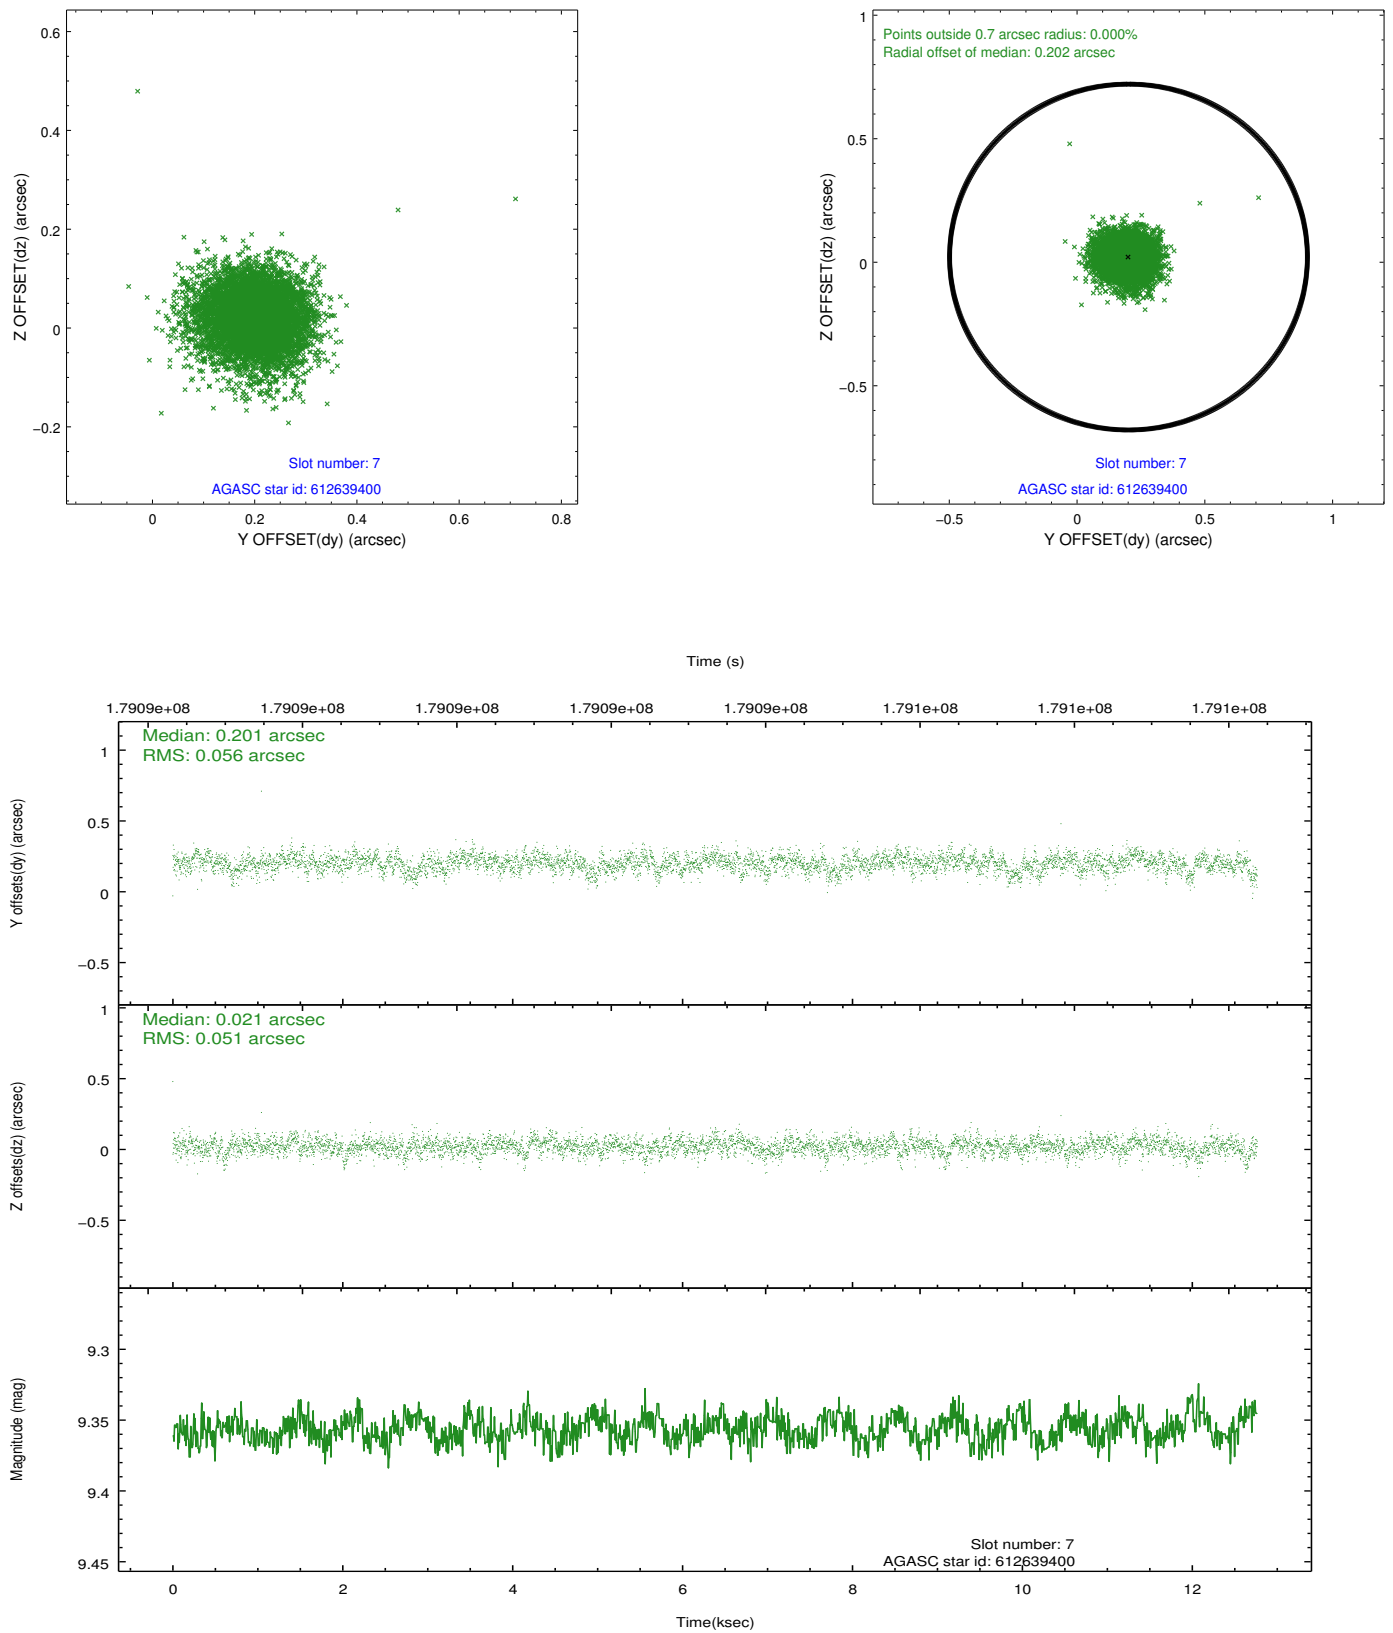 0.6
0.4
0.2
0
−0.2
Z OFFSET(dz) (arcsec)
Slot number: 7
AGASC star id: 612639400
0 0.2 0.4 0.6 0.8
Y OFFSET(dy) (arcsec)
Points outside 0.7 arcsec radius: 0.000%
Radial offset of median: 0.202 arcsec
1
0.5
0
−0.5
Z OFFSET(dz) (arcsec)
Slot number: 7
AGASC star id: 612639400
−0.5 0 0.5 1
Y OFFSET(dy) (arcsec)
Time (s)
1.7909e+08 1.7909e+08 1.7909e+08 1.7909e+08 1.7909e+08 1.791e+08 1.791e+08 1.791e+08
Median: 0.201 arcsec
RMS: 0.056 arcsec
1
0.5
0
−0.5
Y offsets(dy) (arcsec)
Median: 0.021 arcsec
RMS: 0.051 arcsec
1
0.5
0
−0.5
Z offsets(dz) (arcsec)
9.3
9.35
9.4
9.45
Magnitude (mag)
Slot number: 7
AGASC star id: 612639400
0 2 4 6 8 10 12
Time(ksec)